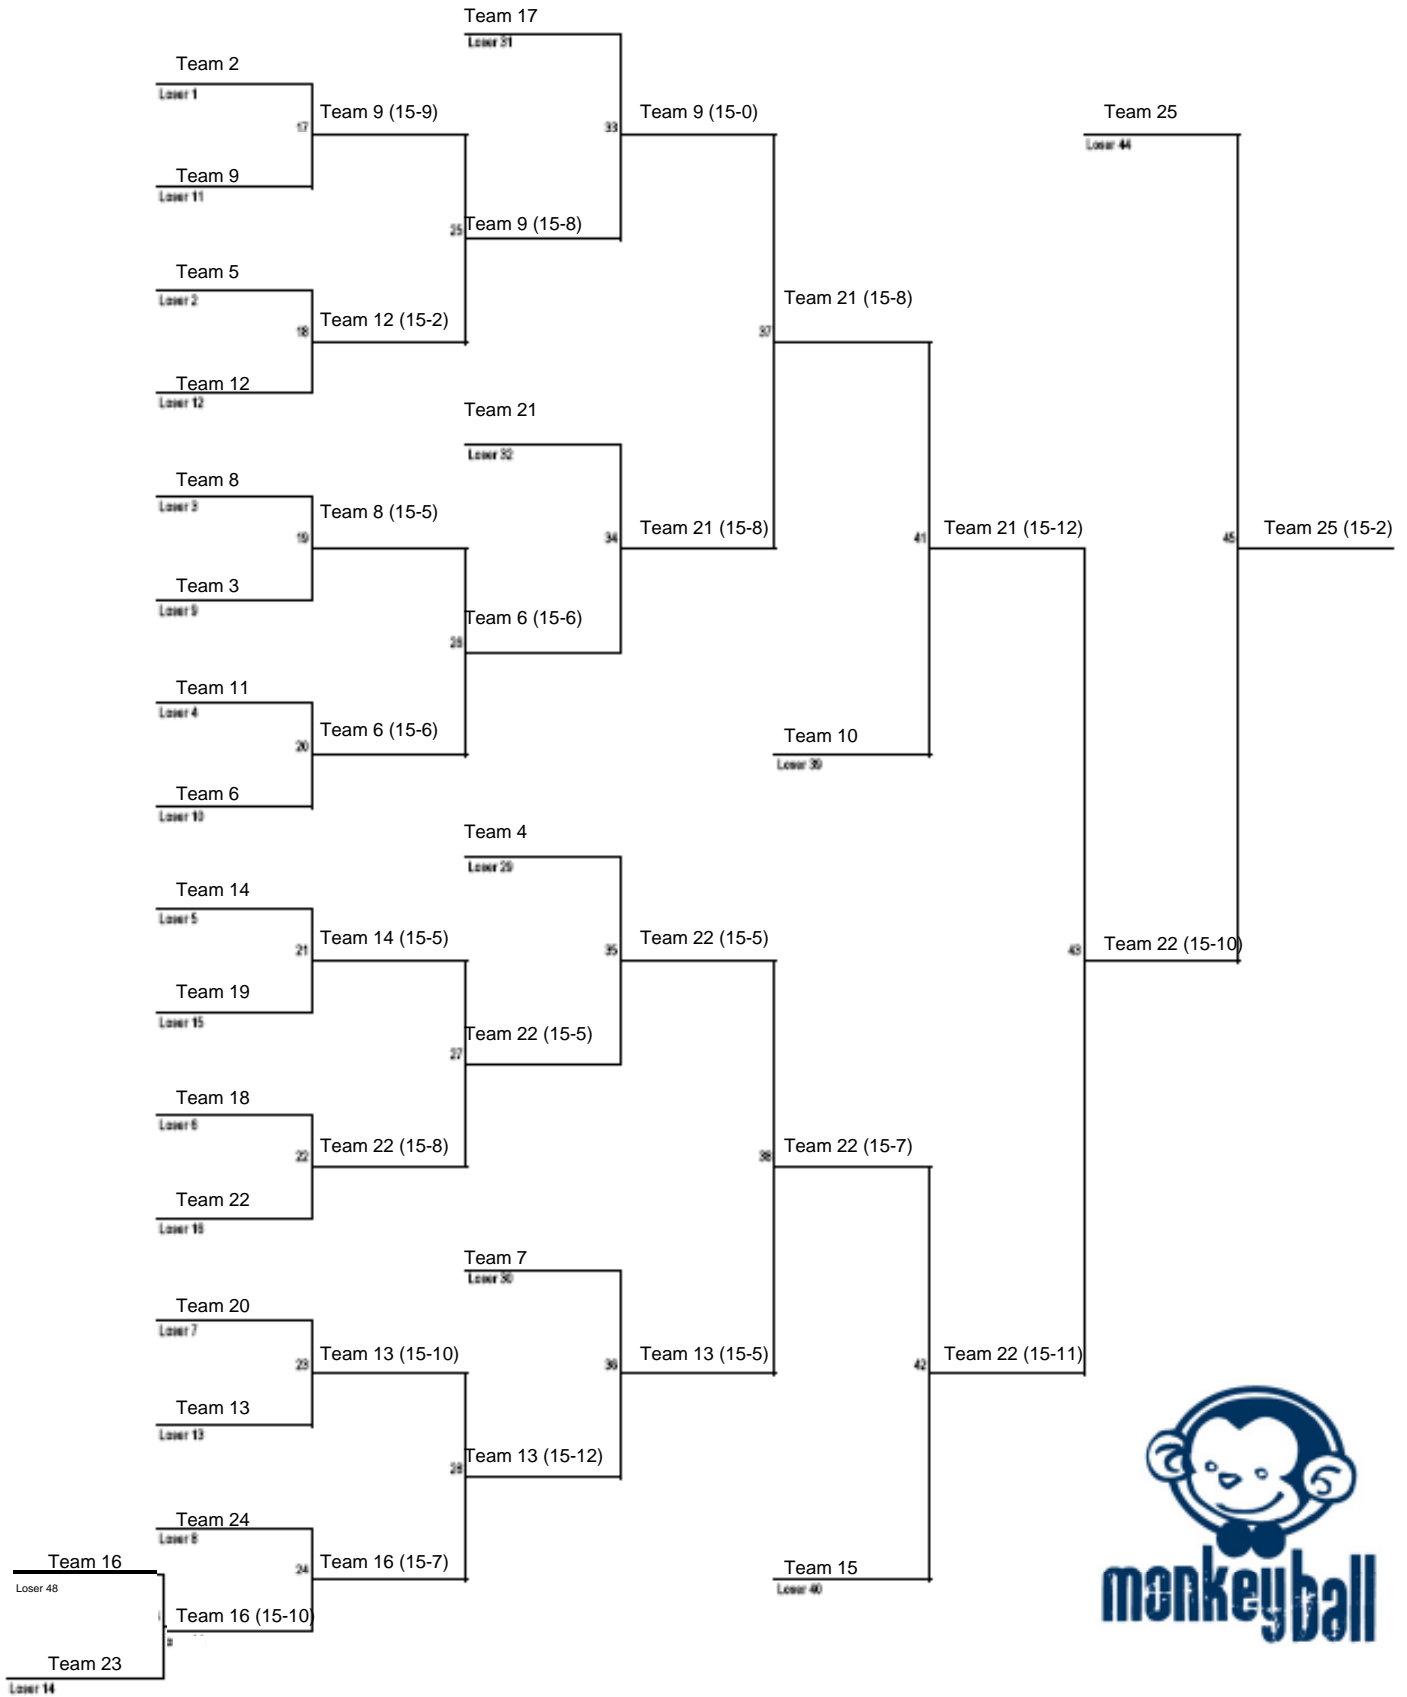 Team 17
Loser 31
Team 2
Loser 1
17
Team 9 (15-9)
33
Team 9 (15-0)
Team 25
Loser 44
Team 9
Loser 11
25
Team 9 (15-8)
Team 5
Loser 2
18
Team 12 (15-2)
37
Team 21 (15-8)
Team 12
Loser 12
Team 21
Loser 32
Team 8
Loser 3
19
Team 8 (15-5)
34
Team 21 (15-8)
41
Team 21 (15-12)
45
Team 25 (15-2)
Team 3
Loser 9
Team 6 (15-6)
Team 11
Loser 4
20
Team 6 (15-6)
Team 10
Loser 39
Team 6
Loser 10
Team 4
Loser 29
Team 14
Loser 5
21
Team 14 (15-5)
35
Team 22 (15-5)
43
Team 22 (15-10)
Team 19
Loser 15
27
Team 22 (15-5)
Team 18
Loser 6
22
Team 22 (15-8)
38
Team 22 (15-7)
Team 22
Loser 16
Team 7
Loser 30
Team 20
Loser 7
23
Team 13 (15-10)
36
Team 13 (15-5)
42
Team 22 (15-11)
Team 13
Loser 13
28
Team 13 (15-12)
Team 24
Loser 8
Team 16
Loser 48
24
Team 16 (15-7)
Team 15
Loser 40
Team 16 (15-10)
Team 23
Loser 14
monkeyball